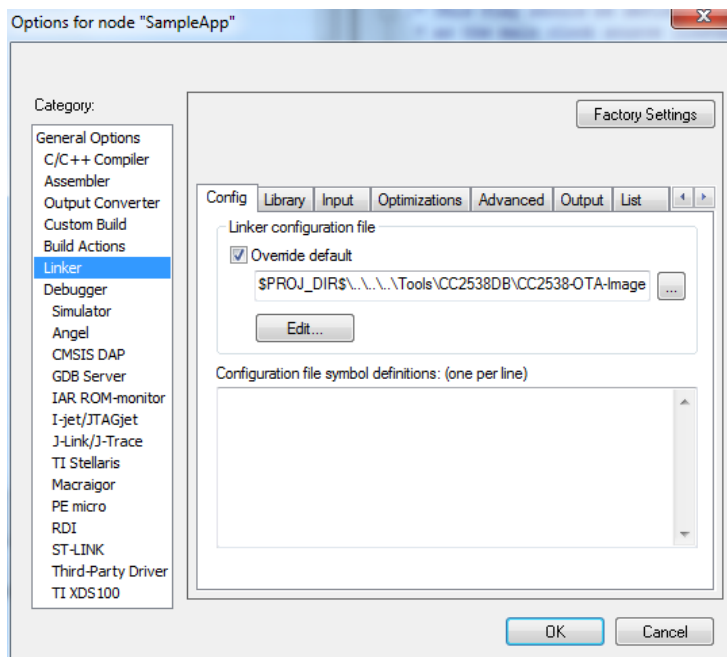 Options for node "SampleApp"
Category:
General Options
C/C++ Compiler
Assembler
Output Converter
Custom Build
Build Actions
Linker
Debugger
Simulator
Angel
CMSIS DAP
GDB Server
IAR ROM-monitor
I-jet/JTAGjet
J-Link/J-Trace
TI Stellaris
Macraigor
PE micro
RDI
ST-LINK
Third-Party Driver
TI XDS100
Factory Settings
Config Library Input Optimizations Advanced Output List
Linker configuration file
Override default
$PROJ_DIR$\..\..\..\Tools\CC2538DB\CC2538-OTA-Image
...
Edit...
Configuration file symbol definitions: (one per line)
OK Cancel